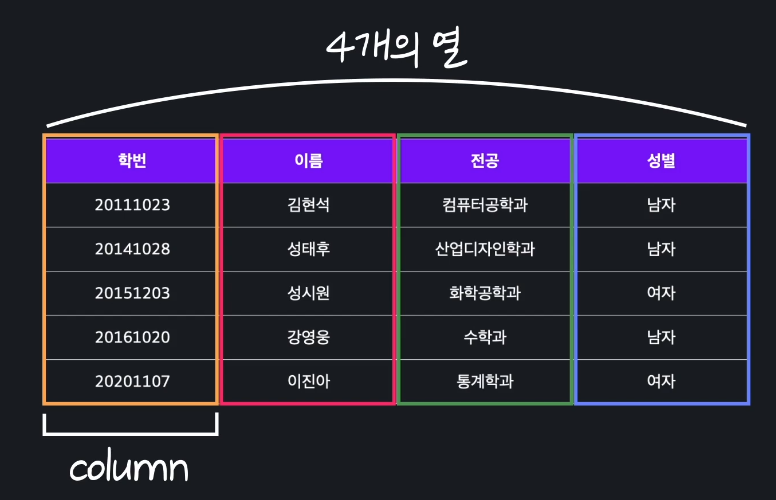 4개의 열
학번 이름 전공 성별
20111023 김현석 컴퓨터공학과 남자
20141028 성태후 산업디자인학과 남자
20151203 성시원 화학공학과 여자
20161020 강영웅 수학과 남자
20201107 이진아 통계학과 여자
column